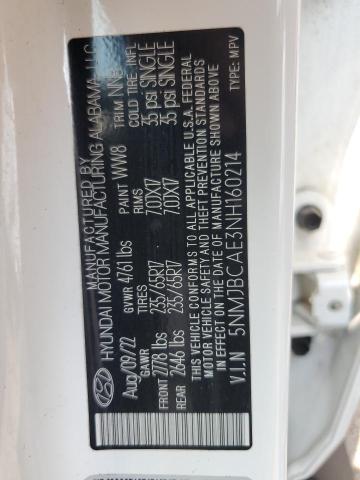 MANUFACTURED BY
HYUNDAI MOTOR MANUFACTURING ALABAMA, LLC
Aug/09/22 GVWR 4761 lbs PAINT WW8 TRIM NNB
GAWR TIRES RIMS COLD TIRE INFL
FRONT 2778 lbs 235/65R17 7.0JX17 35 psi SINGLE
REAR 2646 lbs 235/65R17 7.0JX17 35 psi SINGLE
THIS VEHICLE CONFORMS TO ALL APPLICABLE U.S.A. FEDERAL
MOTOR VEHICLE SAFETY AND THEFT PREVENTION STANDARDS
IN EFFECT ON THE DATE OF MANUFACTURE SHOWN ABOVE.
V.I.N 5NMJBCAE3NH160214 TYPE: MPV